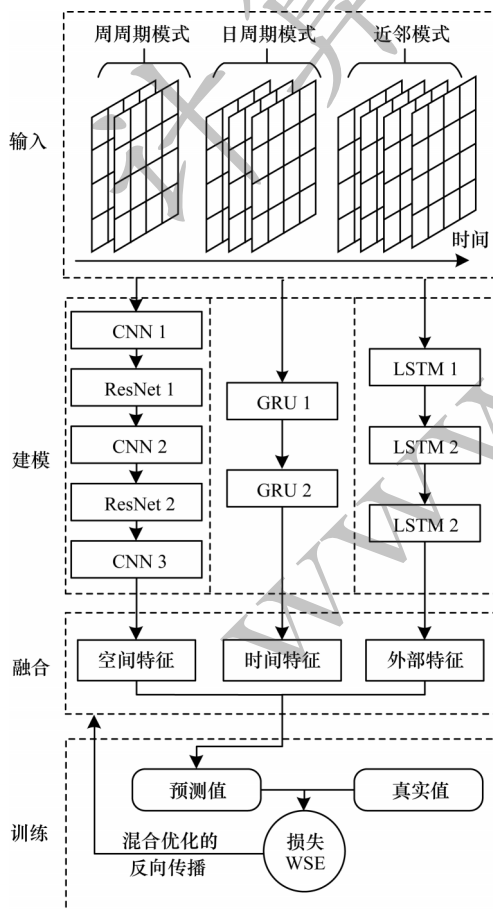 周周期模式 日周期模式 近邻模式
输入
时间
CNN 1
ResNet 1
CNN 2
ResNet 2
CNN 3
GRU 1
GRU 2
LSTM 1
LSTM 2
LSTM 2
建模
融合
空间特征 时间特征 外部特征
训练
预测值 真实值
混合优化的
反向传播
损失
WSE
计算
WWW